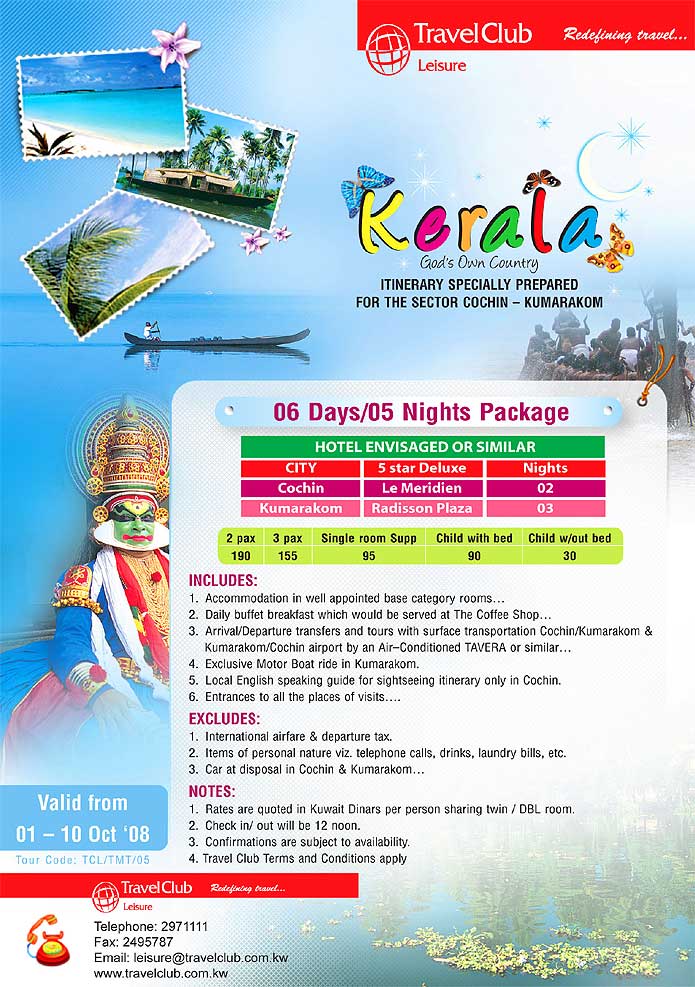 TravelClub Redefining travel...
Leisure
Kerala
God's Own Country
ITINERARY SPECIALLY PREPARED
FOR THE SECTOR COCHIN – KUMARAKOM
06 Days/05 Nights Package
HOTEL ENVISAGED OR SIMILAR
CITY 5 star Deluxe Nights
Cochin Le Meridien 02
Kumarakom Radisson Plaza 03
2 pax 3 pax Single room Supp Child with bed Child w/out bed
190 155 95 90 30
INCLUDES:
1. Accommodation in well appointed base category rooms…
2. Daily buffet breakfast which would be served at The Coffee Shop…
3. Arrival/Departure transfers and tours with surface transportation Cochin/Kumarakom &
Kumarakom/Cochin airport by an Air–Conditioned TAVERA or similar…
4. Exclusive Motor Boat ride in Kumarakom.
5. Local English speaking guide for sightseeing itinerary only in Cochin.
6. Entrances to all the places of visits….
EXCLUDES:
1. International airfare & departure tax.
2. Items of personal nature viz. telephone calls, drinks, laundry bills, etc.
3. Car at disposal in Cochin & Kumarakom…
NOTES:
1. Rates are quoted in Kuwait Dinars per person sharing twin / DBL room.
2. Check in/ out will be 12 noon.
3. Confirmations are subject to availability.
4. Travel Club Terms and Conditions apply
Valid from
01 – 10 Oct ‘08
Tour Code: TCL/TMT/05
TravelClub Redefining travel...
Leisure
Telephone: 2971111
Fax: 2495787
Email: leisure@travelclub.com.kw
www.travelclub.com.kw